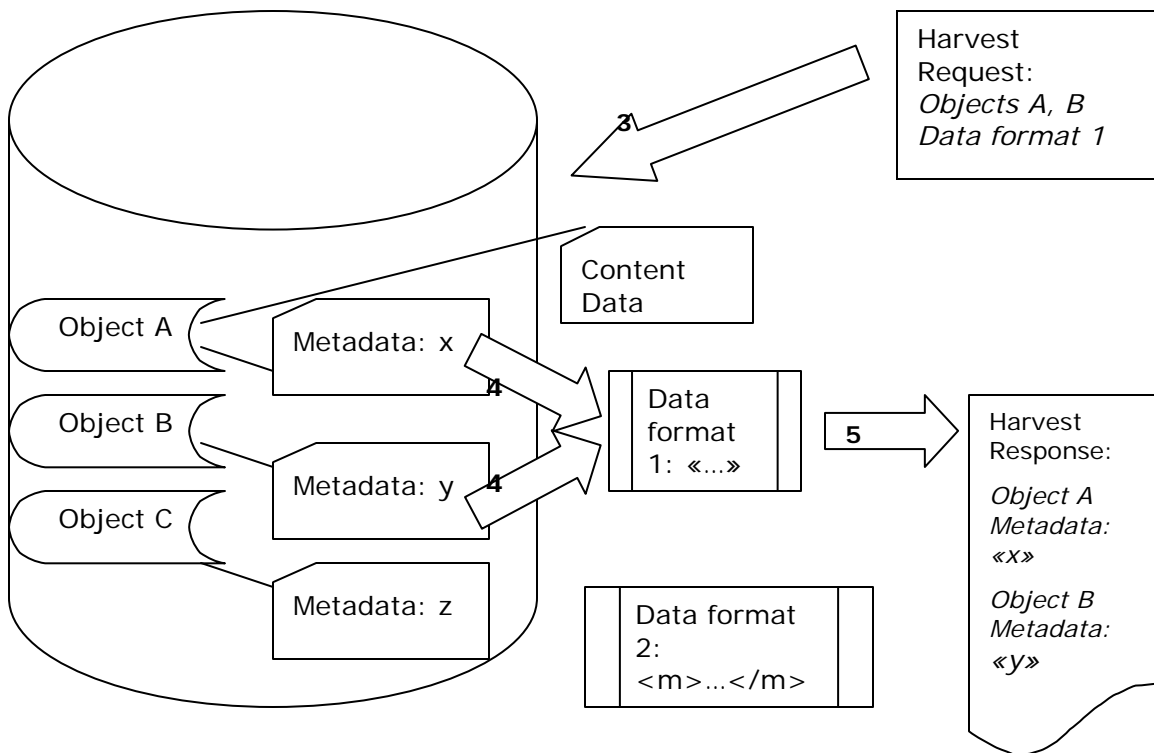 Harvest
Request:
Objects A, B
Data format 1
3
Content
Data
Object A
Metadata: x
4
Object B
Metadata: y
4
Object C
Metadata: z
Data
format
1: «...»
5
Data format
2:
<m>...</m>
Harvest
Response:
Object A
Metadata:
«x»
Object B
Metadata:
«y»